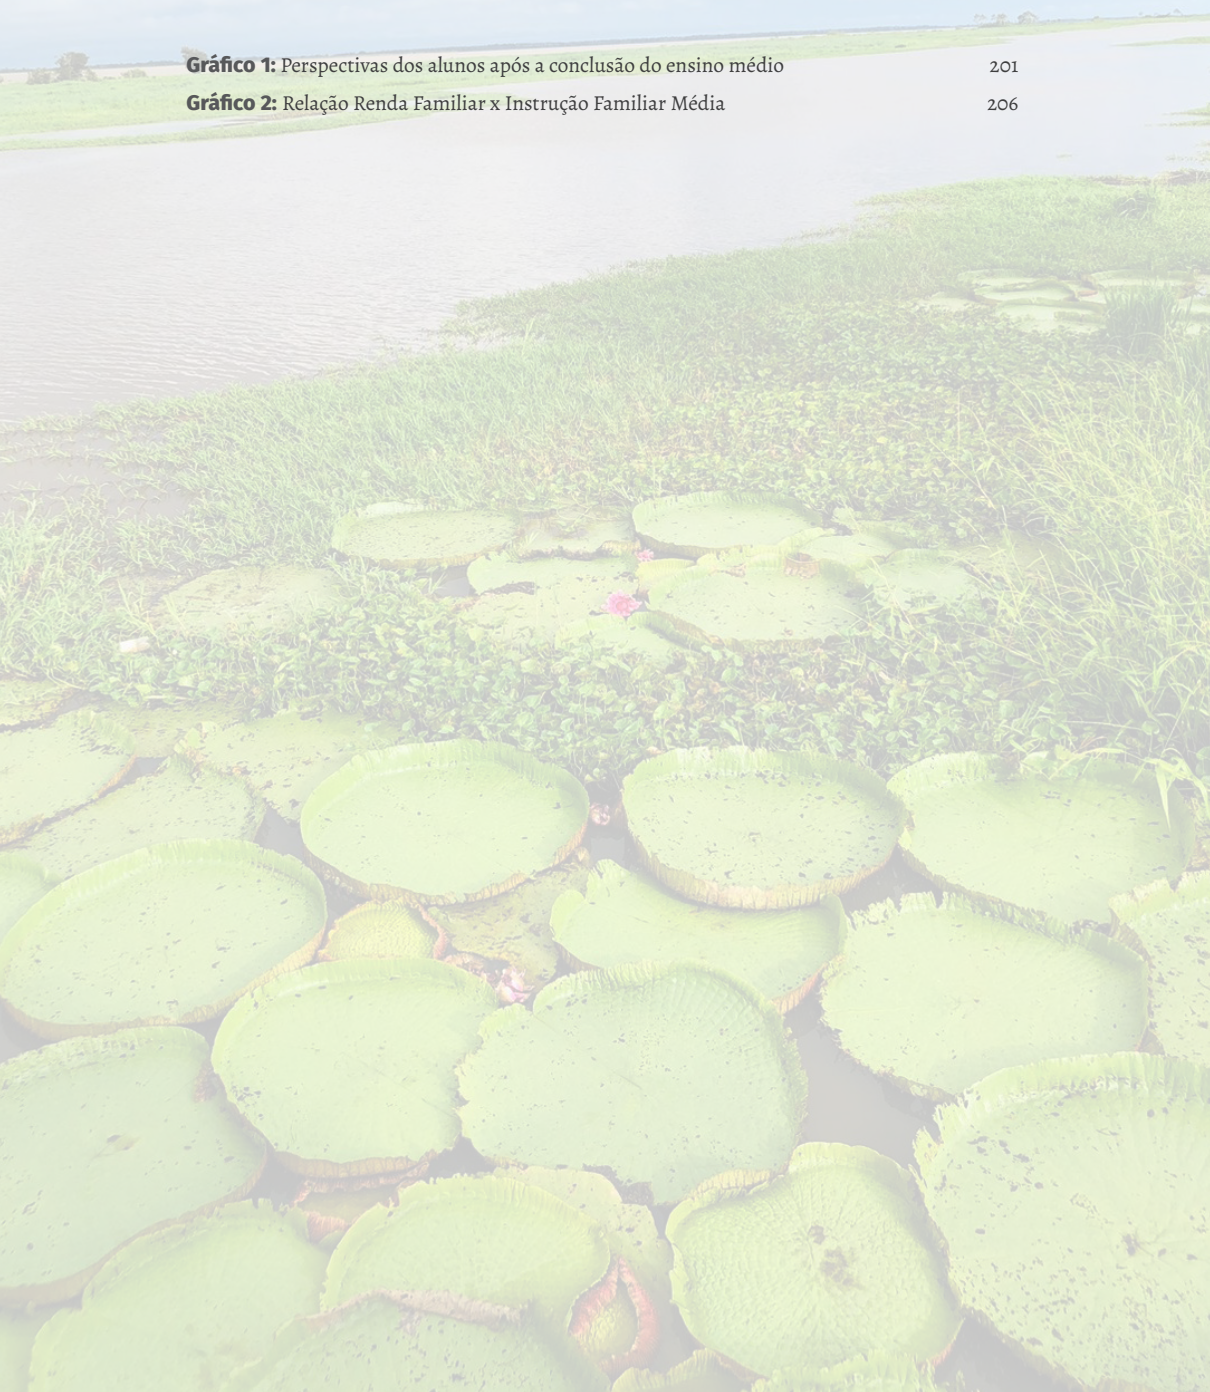 Gráfico 1: Perspectivas dos alunos após a conclusão do ensino médio 201
Gráfico 2: Relação Renda Familiar x Instrução Familiar Média 206